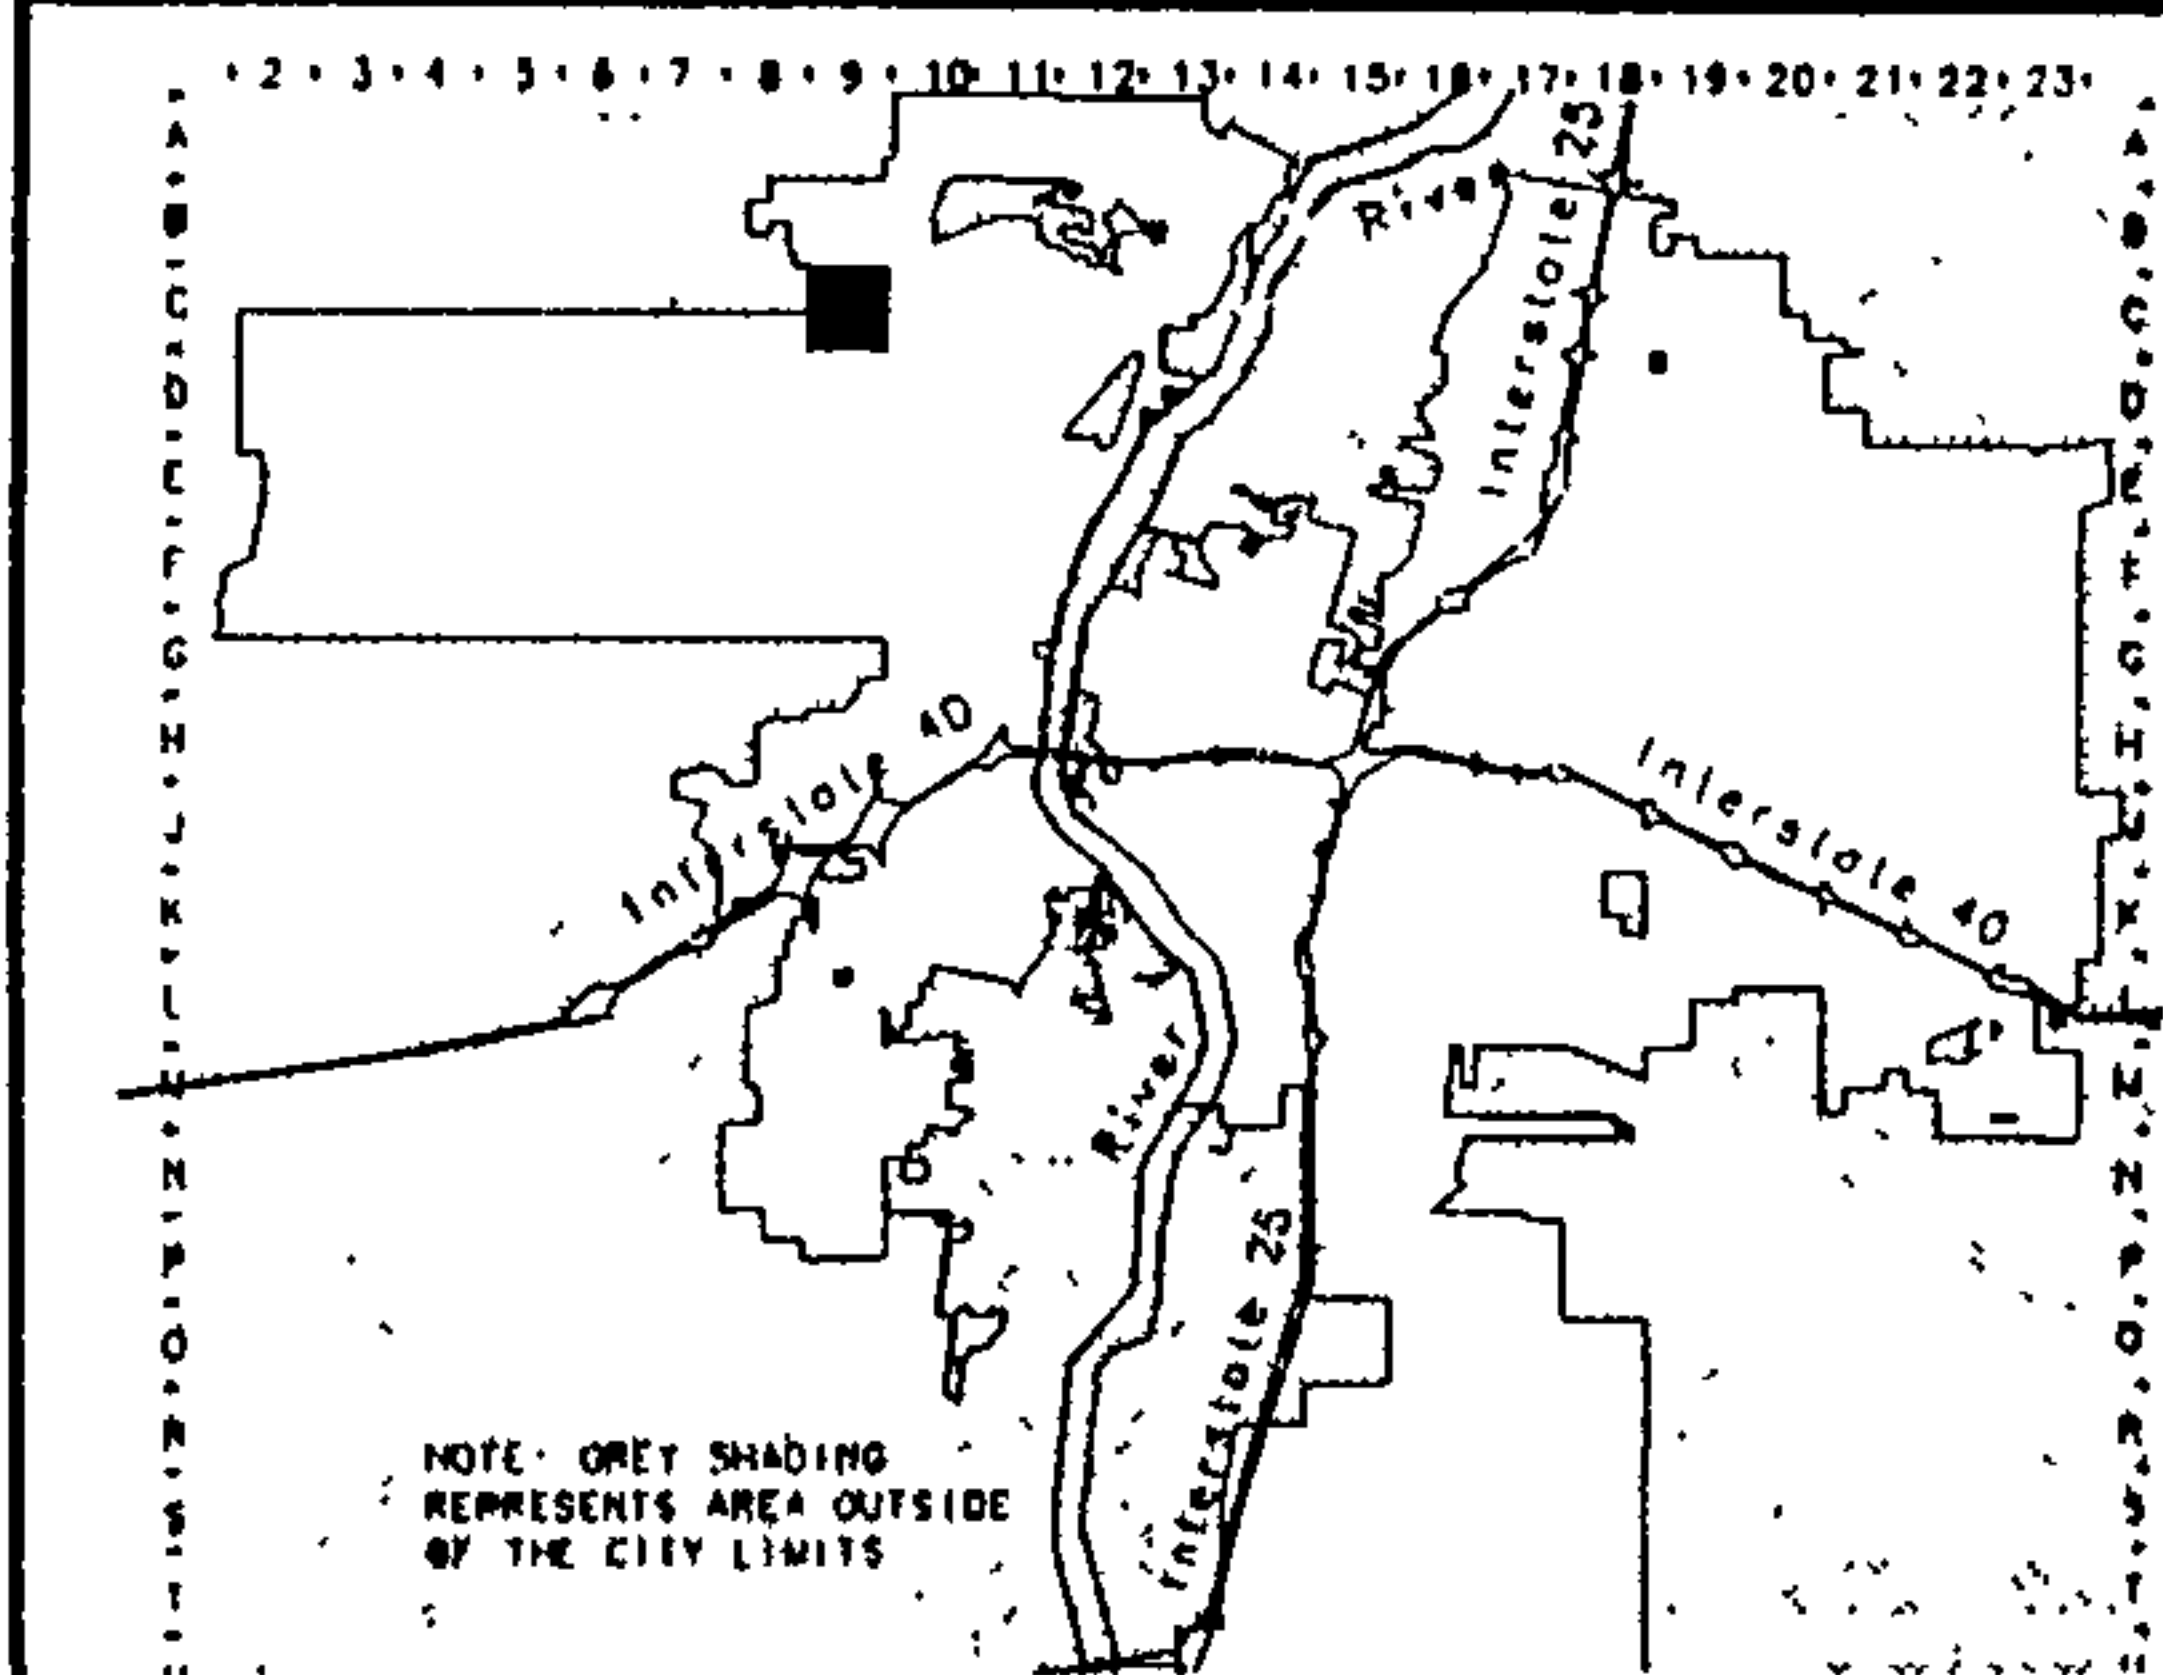 · 2 · 3 · 4 · 5 · 6 · 7 · 8 · 9 · 10 · 11 · 12 · 13 · 14 · 15 · 16 · 17 · 18 · 19 · 20 · 21 · 22 · 23 ·
A
B
C
D
E
F
G
H
J
K
L
M
N
P
Q
R
S
T
River
Interstate 25
Interstate 40
Interstate 40
River
Interstate 25
NOTE: GREY SHADING
REPRESENTS AREA OUTSIDE
OF THE CITY LIMITS
A
B
C
D
E
F
G
H
J
K
L
M
N
P
Q
R
S
T